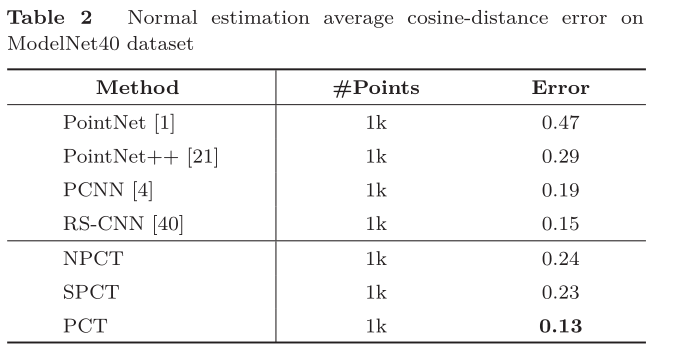 Table 2 Normal estimation average cosine-distance error on
ModelNet40 dataset
Method #Points Error
PointNet [1] 1k 0.47
PointNet++ [21] 1k 0.29
PCNN [4] 1k 0.19
RS-CNN [40] 1k 0.15
NPCT 1k 0.24
SPCT 1k 0.23
PCT 1k 0.13